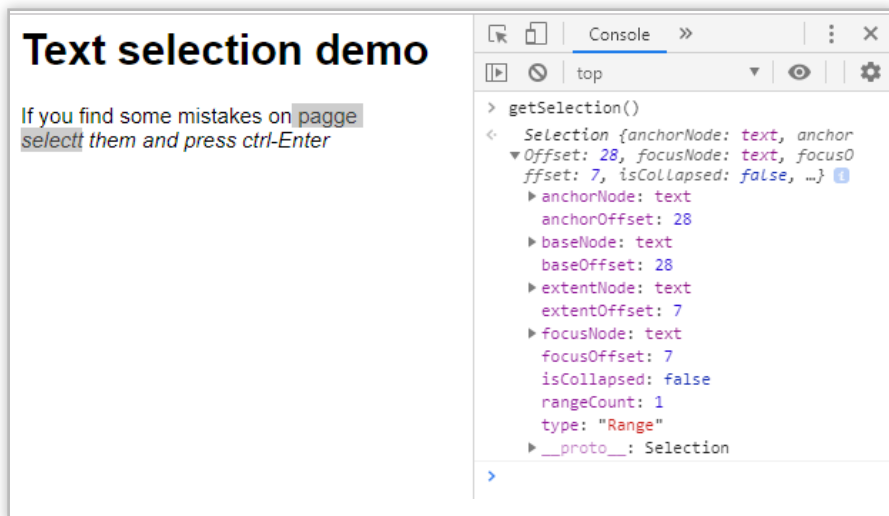 Text selection demo
If you find some mistakes on pagge
selectt them and press ctrl-Enter
Console »
top
> getSelection()
Selection {anchorNode: text, anchor
Offset: 28, focusNode: text, focusO
ffset: 7, isCollapsed: false, …} i
anchorNode: text
anchorOffset: 28
baseNode: text
baseOffset: 28
extentNode: text
extentOffset: 7
focusNode: text
focusOffset: 7
isCollapsed: false
rangeCount: 1
type: "Range"
__proto__: Selection
>